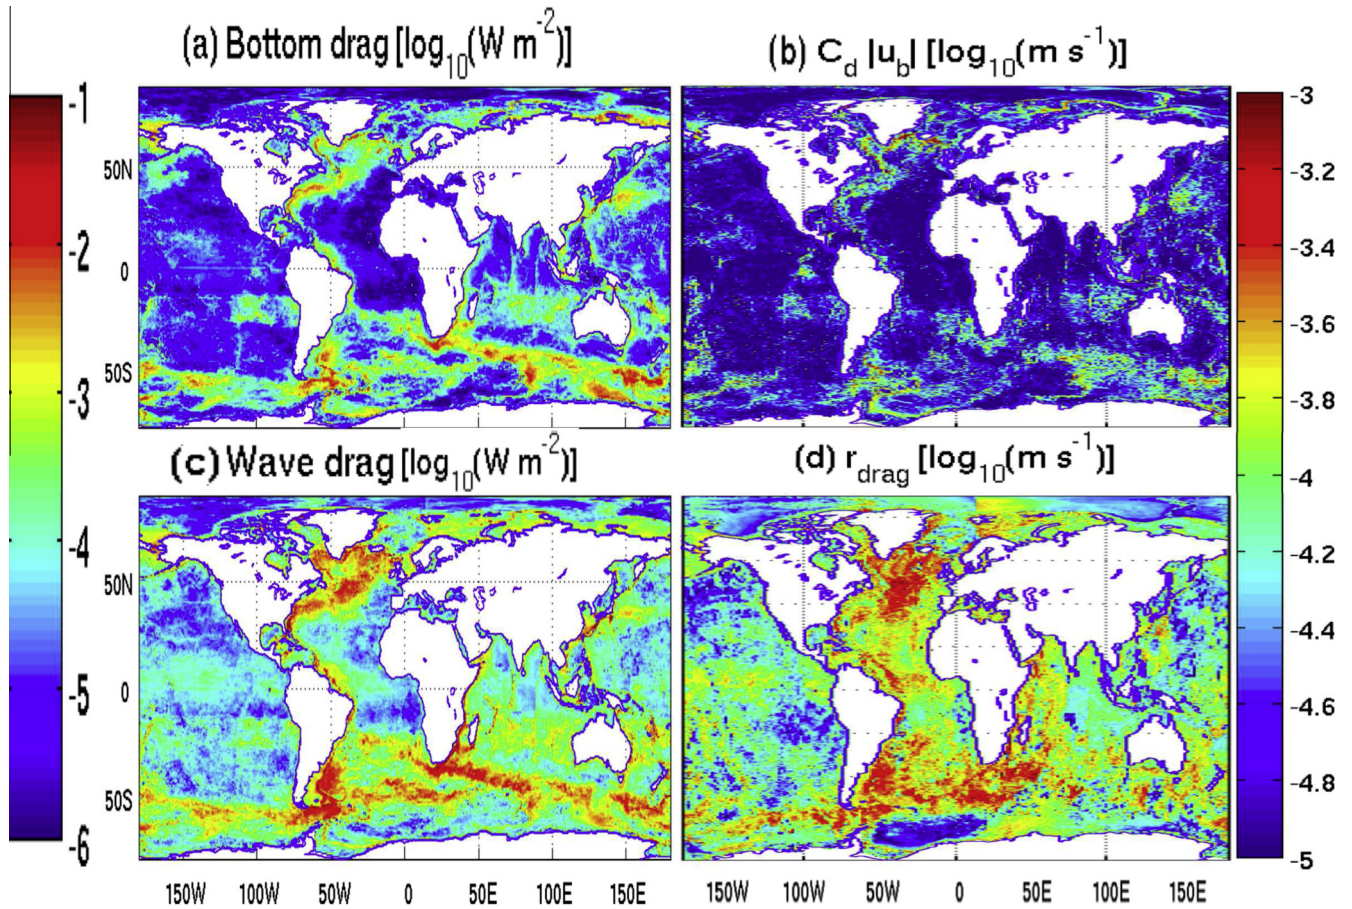 (a) Bottom drag [log10(W m-2)]
(b) Cd |ub| [log10(m s-1)]
-1
-2
-3
-4
-5
-6
50N
0
50S
-3
-3.2
-3.4
-3.6
-3.8
-4
-4.2
-4.4
-4.6
-4.8
-5
(c) Wave drag [log10(W m-2)]
(d) rdrag [log10(m s-1)]
50N
0
50S
150W 100W 50W 0 50E 100E 150E
150W 100W 50W 0 50E 100E 150E